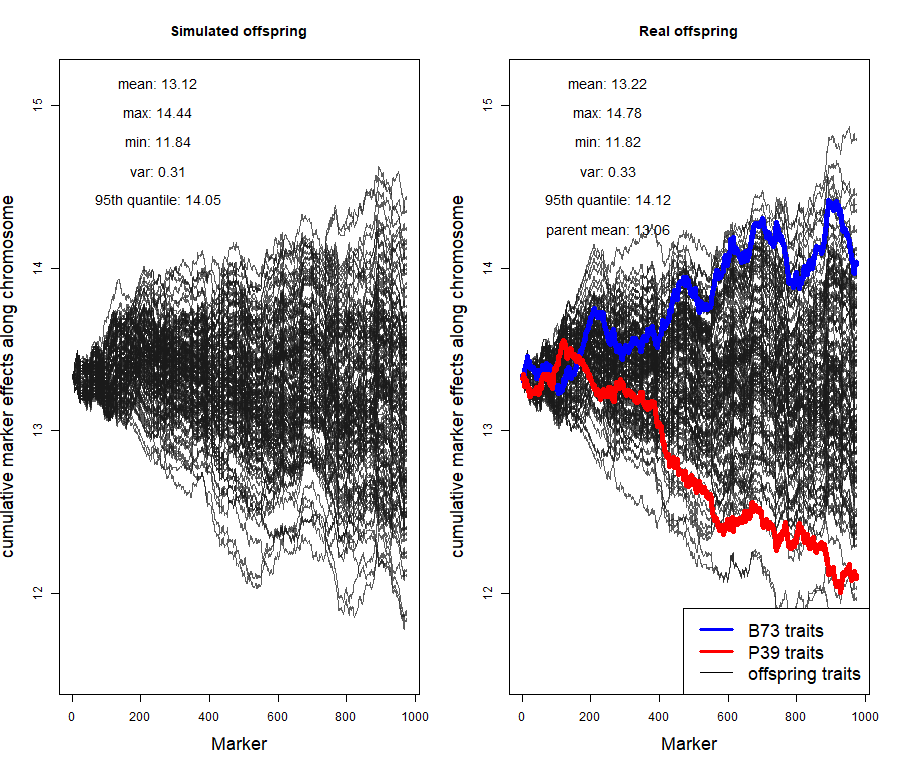 Simulated offspring
mean: 13.12
max: 14.44
min: 11.84
var: 0.31
95th quantile: 14.05
cumulative marker effects along chromosome
15
14
13
12
0 200 400 600 800 1000
Marker
Real offspring
mean: 13.22
max: 14.78
min: 11.82
var: 0.33
95th quantile: 14.12
parent mean: 13.06
cumulative marker effects along chromosome
15
14
13
12
B73 traits
P39 traits
offspring traits
0 200 400 600 800 1000
Marker